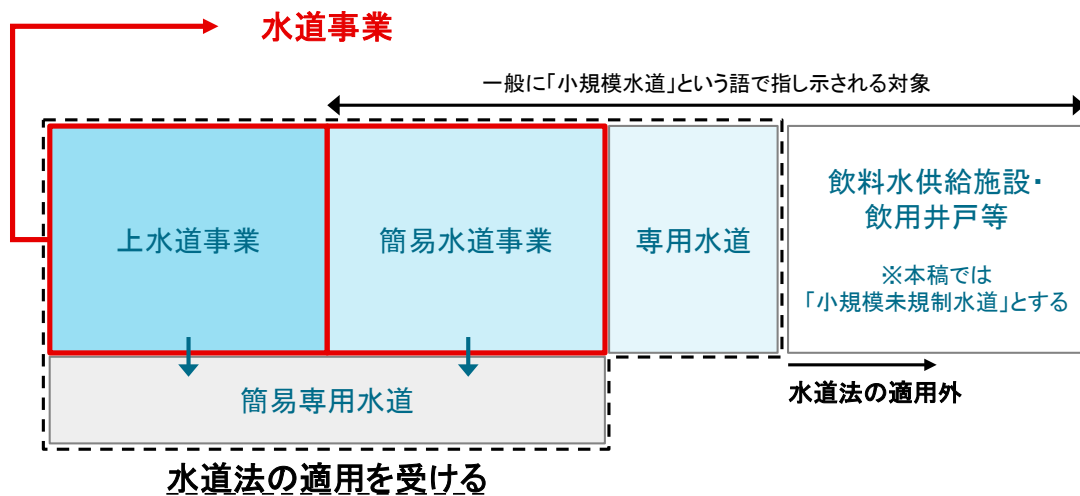 水道事業
一般に「小規模水道」という語で指し示される対象
上水道事業
簡易水道事業
専用水道
飲料水供給施設・
飲用井戸等
※本稿では
「小規模未規制水道」とする
簡易専用水道
水道法の適用外
水道法の適用を受ける